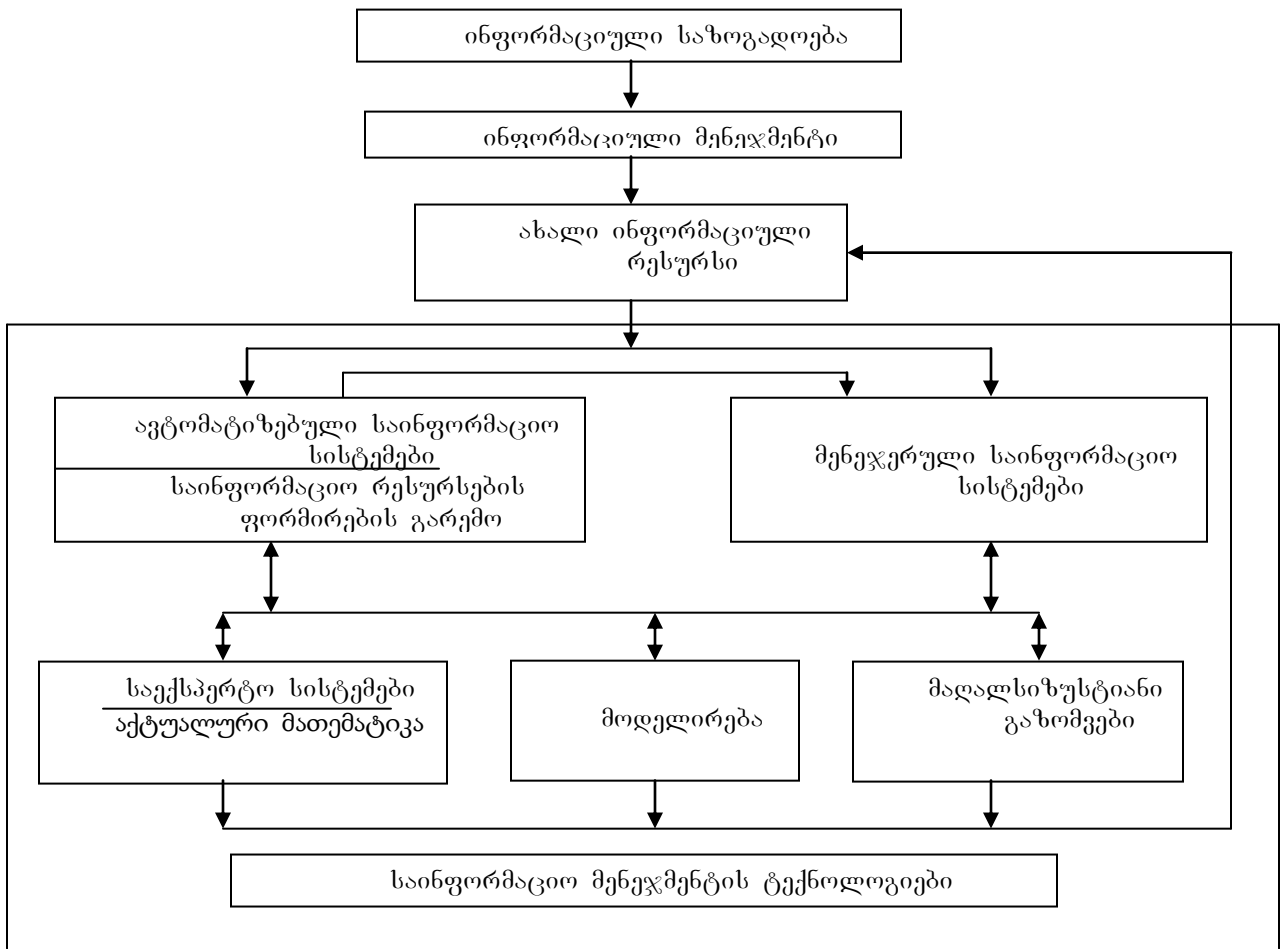 ინფორმაციული საზოგადოება
ინფორმაციული მენეჯმენტი
ახალი ინფორმაციული
რესურსი
ავტომატიზებული საინფორმაციო
სისტემები
საინფორმაციო რესურსების
ფორმირების გარემო
მენეჯერული საინფორმაციო
სისტემები
საექსპერტო სისტემები
აქტუალური მათემატიკა
მოდელირება
მაღალსიზუსტიანი
გაზომვები
საინფორმაციო მენეჯმენტის ტექნოლოგიები